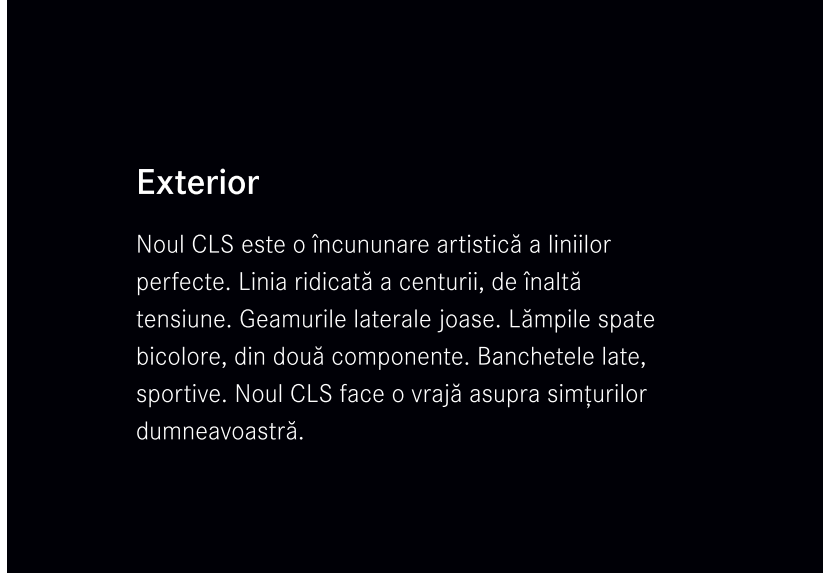 Exterior
Noul CLS este o încununare artistică a liniilor
perfecte. Linia ridicată a centurii, de înaltă
tensiune. Geamurile laterale joase. Lămpile spate
bicolore, din două componente. Banchetele late,
sportive. Noul CLS face o vrajă asupra simțurilor
dumneavoastră.